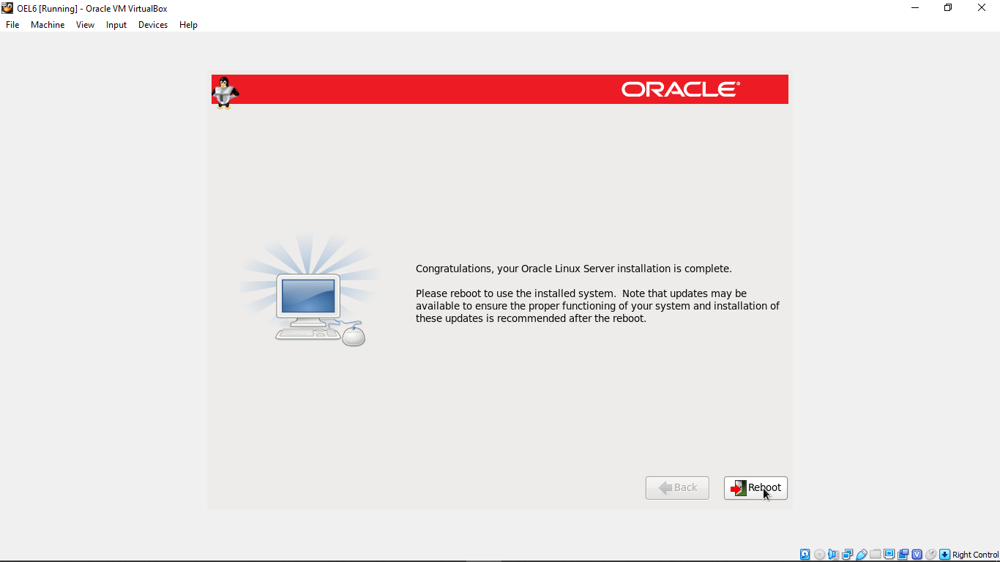 OEL6 [Running] - Oracle VM VirtualBox
File Machine View Input Devices Help
ORACLE®
Congratulations, your Oracle Linux Server installation is complete.
Please reboot to use the installed system.  Note that updates may be
available to ensure the proper functioning of your system and installation of
these updates is recommended after the reboot.
Back Reboot
Right Control